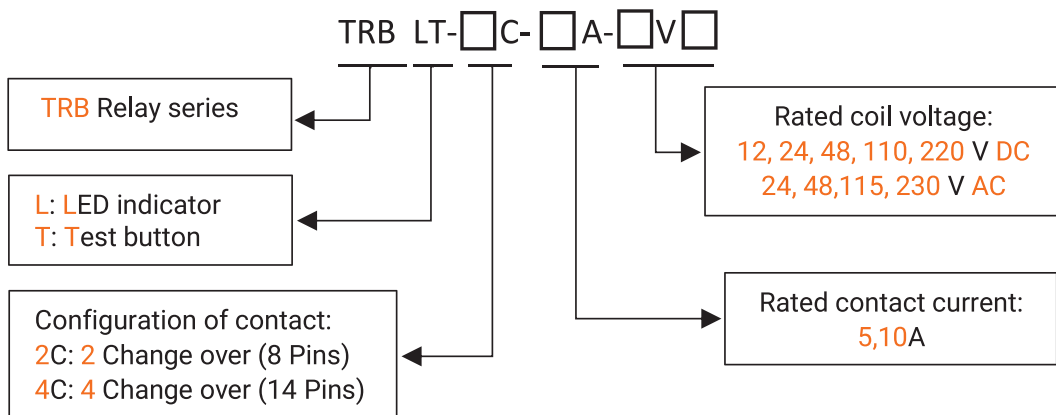 TRB LT-□C-□A-□V□
TRB Relay series
L: LED indicator
T: Test button
Configuration of contact:
2C: 2 Change over (8 Pins)
4C: 4 Change over (14 Pins)
Rated coil voltage:
12, 24, 48, 110, 220 V DC
24, 48,115, 230 V AC
Rated contact current:
5,10A